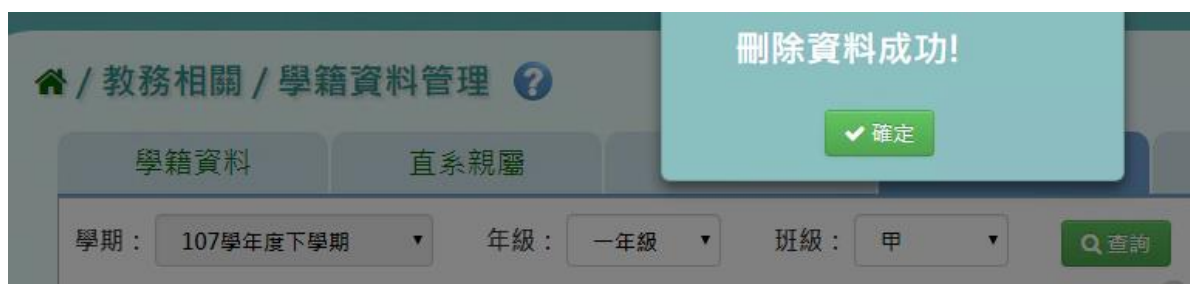 刪除資料成功!
/ 教務相關 / 學籍資料管理 ?
確定
學籍資料 直系親屬
學期： 107學年度下學期 年級： 一年級 班級： 甲 查詢